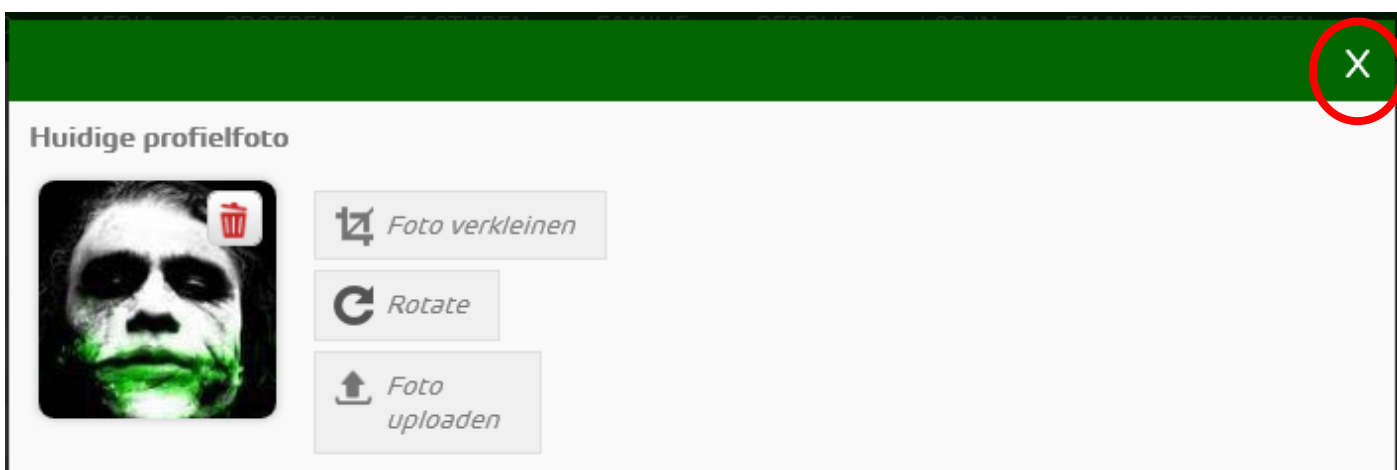 X
Huidige profielfoto
Foto verkleinen
Rotate
Foto
uploaden